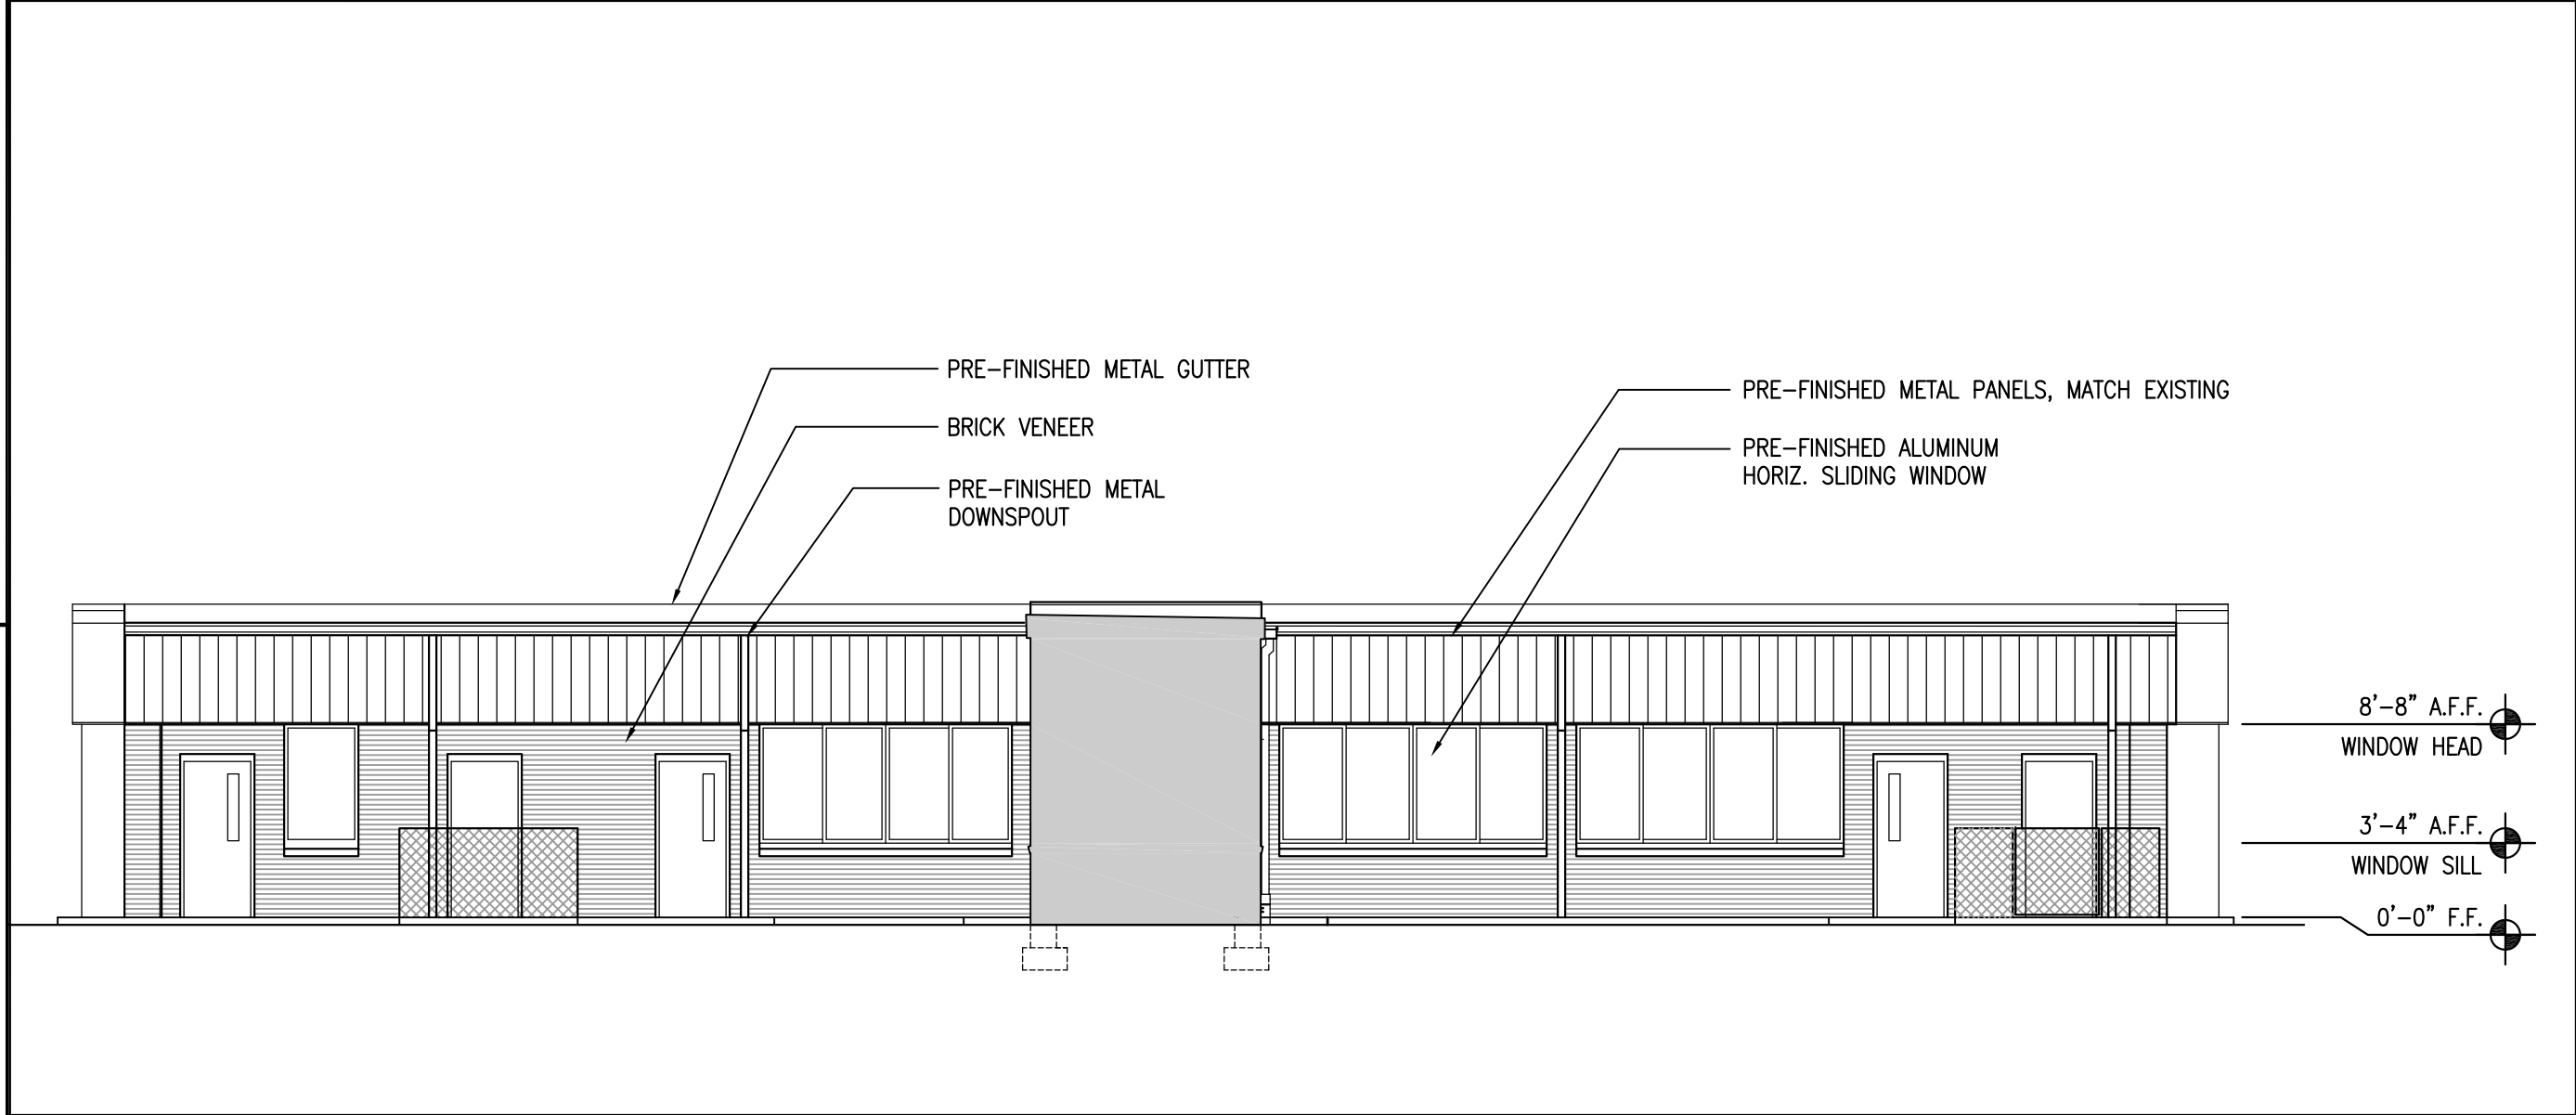 PRE-FINISHED METAL GUTTER
BRICK VENEER
PRE-FINISHED METAL
DOWNSPOUT
PRE-FINISHED METAL PANELS, MATCH EXISTING
PRE-FINISHED ALUMINUM
HORIZ. SLIDING WINDOW
8'-8" A.F.F.
WINDOW HEAD
3'-4" A.F.F.
WINDOW SILL
0'-0" F.F.